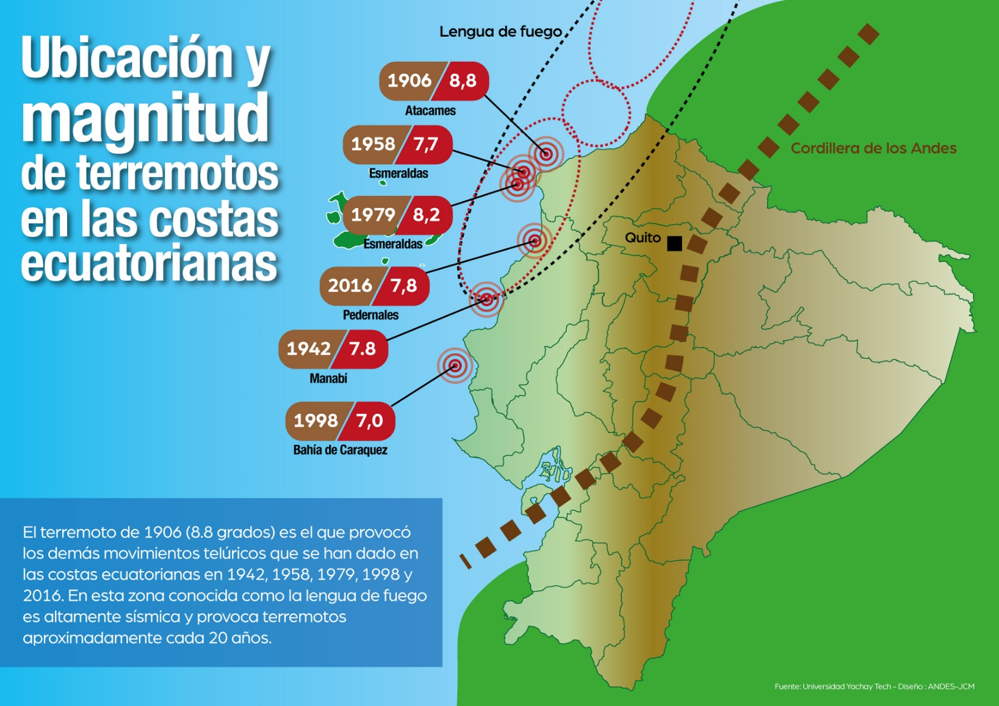 Ubicación y
magnitud
de terremotos
en las costas
ecuatorianas
Lengua de fuego
1906 8,8
Atacames
1958 7,7
Esmeraldas
1979 8,2
Esmeraldas
2016 7,8
Pedernales
1942 7.8
Manabí
1998 7,0
Bahía de Caraquez
Cordillera de los Andes
Quito
El terremoto de 1906 (8.8 grados) es el que provocó
los demás movimientos telúricos que se han dado en
las costas ecuatorianas en 1942, 1958, 1979, 1998 y
2016. En esta zona conocida como la lengua de fuego
es altamente sísmica y provoca terremotos
aproximadamente cada 20 años.
Fuente: Universidad Yachay Tech - Diseño : ANDES-JCM